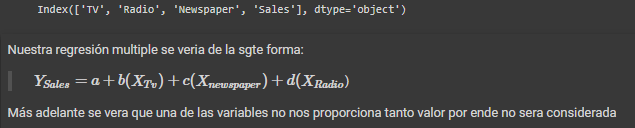 Index(['TV', 'Radio', 'Newspaper', 'Sales'], dtype='object')
Nuestra regresión multiple se veria de la sgte forma:
Y_{Sales} = a + b(X_{Tv}) + c(X_{newspaper}) + d(X_{Radio})
Más adelante se vera que una de las variables no nos proporciona tanto valor por ende no sera considerada